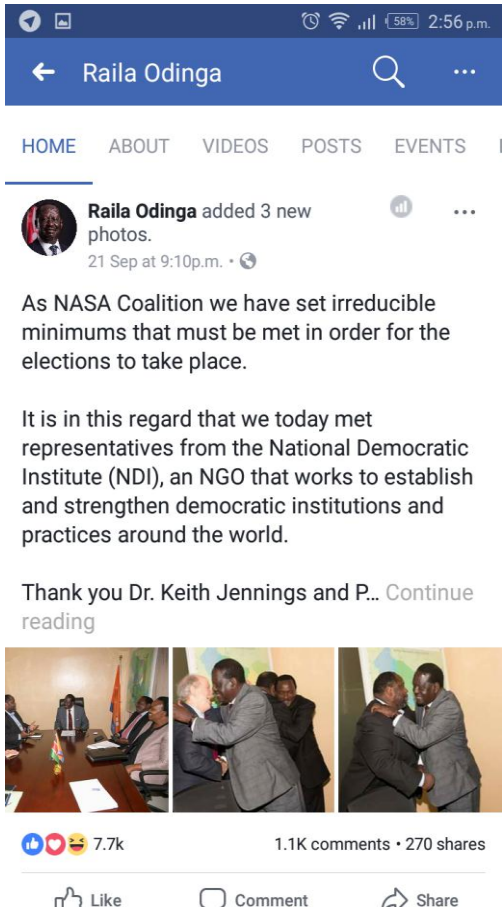 58% 2:56 p.m.
Raila Odinga
HOME ABOUT VIDEOS POSTS EVENTS
Raila Odinga added 3 new
photos.
21 Sep at 9:10p.m. •
As NASA Coalition we have set irreducible
minimums that must be met in order for the
elections to take place.
It is in this regard that we today met
representatives from the National Democratic
Institute (NDI), an NGO that works to establish
and strengthen democratic institutions and
practices around the world.
Thank you Dr. Keith Jennings and P... Continue
reading
7.7k 1.1K comments • 270 shares
Like Comment Share